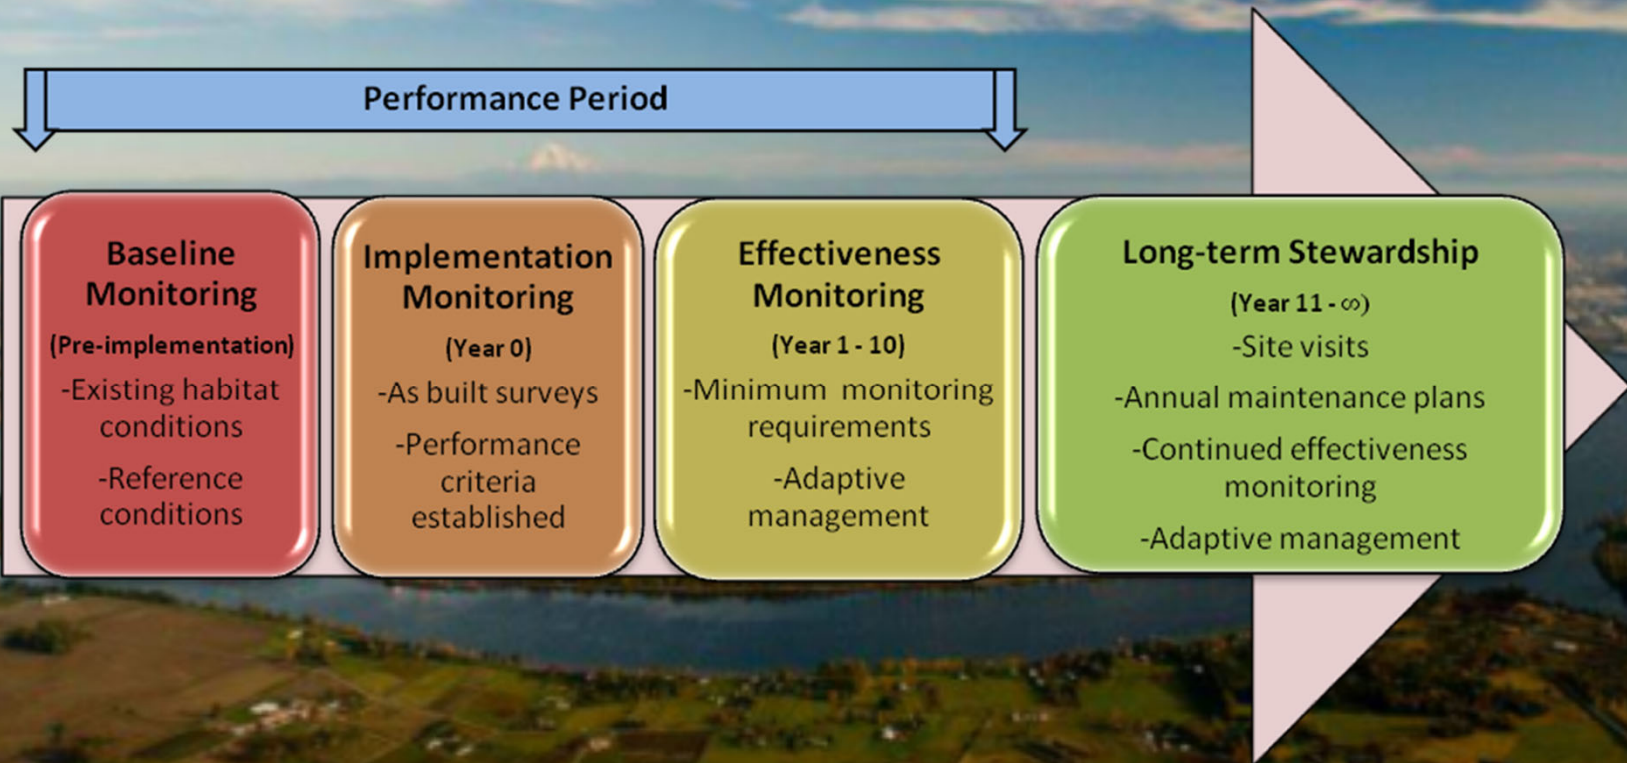 Performance Period
Baseline
Monitoring
(Pre-implementation)
-Existing habitat
conditions
-Reference
conditions
Implementation
Monitoring
(Year 0)
-As built surveys
-Performance
criteria
established
Effectiveness
Monitoring
(Year 1 - 10)
-Minimum monitoring
requirements
-Adaptive
management
Long-term Stewardship
(Year 11 - ∞)
-Site visits
-Annual maintenance plans
-Continued effectiveness
monitoring
-Adaptive management